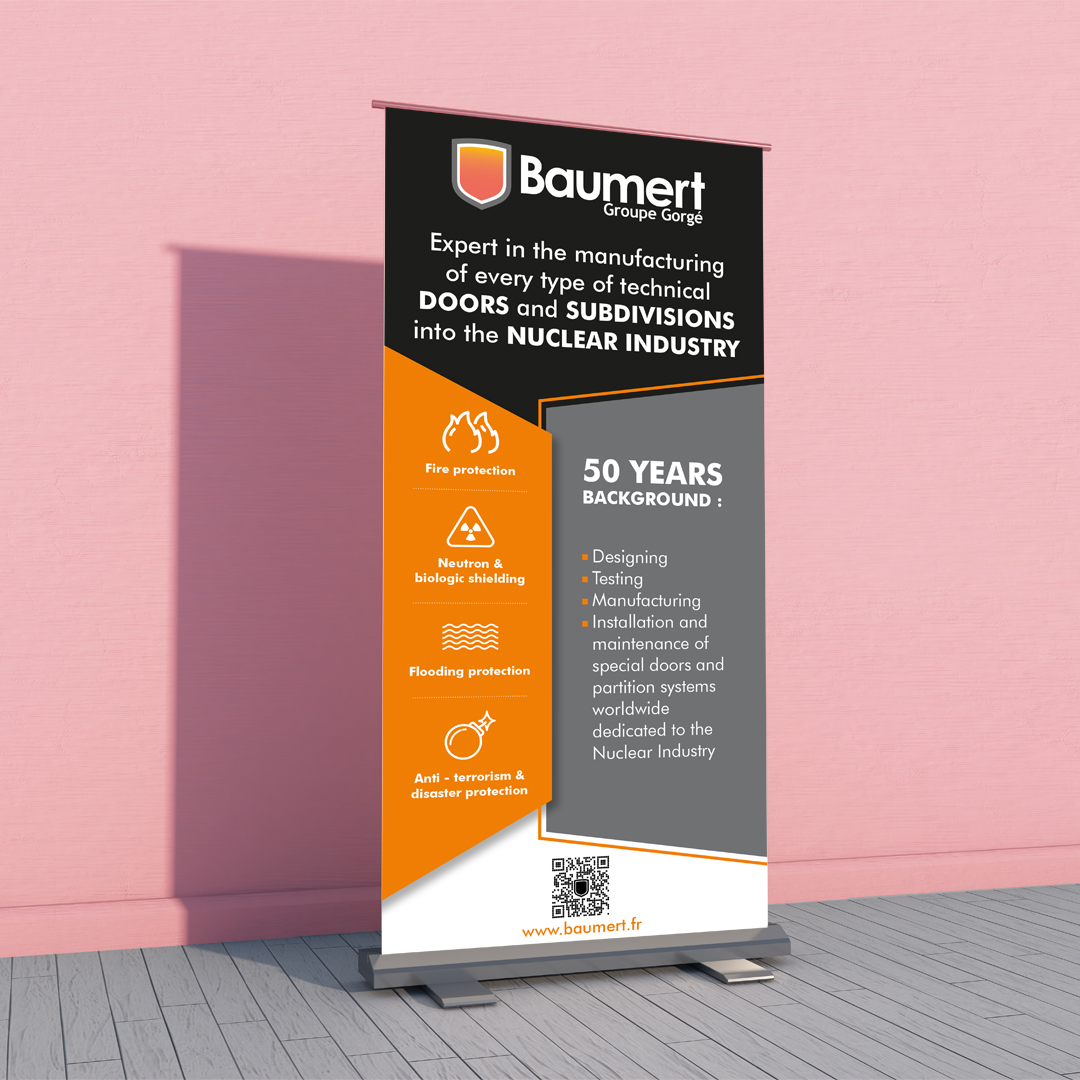 Baumert
Groupe Gorgé
Expert in the manufacturing
of every type of technical
DOORS and SUBDIVISIONS
into the NUCLEAR INDUSTRY
Fire protection
Neutron &
biologic shielding
Flooding protection
Anti - terrorism &
disaster protection
50 YEARS
BACKGROUND :
Designing
Testing
Manufacturing
Installation and
maintenance of
special doors and
partition systems
worldwide
dedicated to the
Nuclear Industry
www.baumert.fr